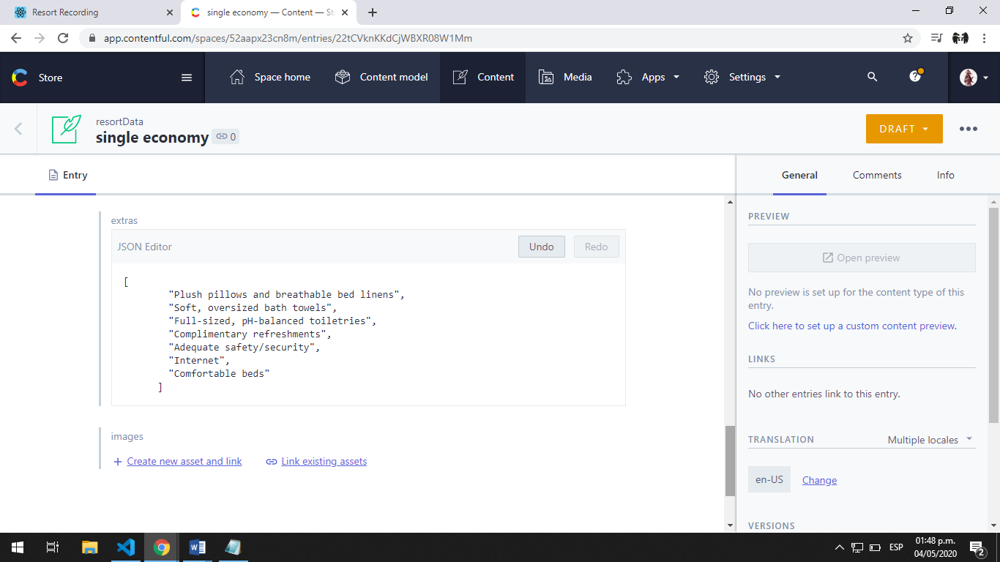 Resort Recording
single economy — Content — St
app.contentful.com/spaces/52aapx23cn8m/entries/22tCVknKKdCjWBXR08W1Mm
Store
Space home
Content model
Content
Media
Apps
Settings
resortData
single economy
0
DRAFT
Entry
General
Comments
Info
extras
JSON Editor
Undo
Redo
[
"Plush pillows and breathable bed linens",
"Soft, oversized bath towels",
"Full-sized, pH-balanced toiletries",
"Complimentary refreshments",
"Adequate safety/security",
"Internet",
"Comfortable beds"
]
images
Create new asset and link
Link existing assets
PREVIEW
Open preview
No preview is set up for the content type of this
entry.
Click here to set up a custom content preview.
LINKS
No other entries link to this entry.
TRANSLATION
Multiple locales
en-US
Change
VERSIONS
ESP
01:48 p.m.
04/05/2020
2